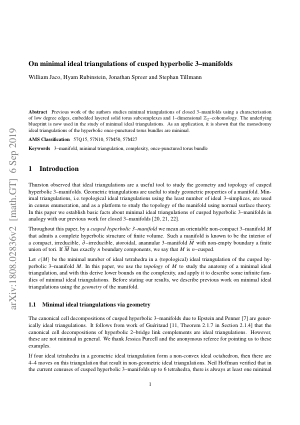 On minimal ideal triangulations of cusped hyperbolic 3–manifolds
William Jaco, Hyam Rubinstein, Jonathan Spreer and Stephan Tillmann
Abstract Previous work of the authors studies minimal triangulations of closed 3–manifolds using a characterisation
of low degree edges, embedded layered solid torus subcomplexes and 1–dimensional ℤ₂–cohomology. The underlying
blueprint is now used in the study of minimal ideal triangulations. As an application, it is shown that the monodromy
ideal triangulations of the hyperbolic once-punctured torus bundles are minimal.
AMS Classification 57Q15, 57N10, 57M50, 57M27
Keywords 3–manifold, minimal triangulation, complexity, once-punctured torus bundle
1 Introduction
Thurston observed that ideal triangulations are a useful tool to study the geometry and topology of cusped
hyperbolic 3–manifolds. Geometric triangulations are useful to study geometric properties of a manifold. Mini-
mal triangulations, i.e. topological ideal triangulations using the least number of ideal 3–simplices, are used
in census enumeration, and as a platform to study the topology of the manifold using normal surface theory.
In this paper we establish basic facts about minimal ideal triangulations of cusped hyperbolic 3–manifolds in
analogy with our previous work for closed 3–manifolds [20, 21, 22].
Throughout this paper, by a cusped hyperbolic 3–manifold we mean an orientable non-compact 3–manifold M
that admits a complete hyperbolic structure of finite volume. Such a manifold is known to be the interior of
a compact, irreducible, ∂–irreducible, atoroidal, anannular 3–manifold M̄ with non-empty boundary a finite
union of tori. If M̄ has exactly n boundary components, we say that M is n–cusped.
Let c(M) be the minimal number of ideal tetrahedra in a (topological) ideal triangulation of the cusped
hyperbolic 3–manifold M. In this paper, we use the topology of M to study the anatomy of a minimal ideal
triangulation, and with this derive lower bounds on the complexity, and apply it to describe some infinite fam-
ilies of minimal ideal triangulations. Before stating our results, we describe previous work on minimal ideal
triangulations using the geometry of the manifold.
1.1 Minimal ideal triangulations via geometry
The canonical cell decompositions of cusped hyperbolic 3–manifolds due to Epstein and Penner [7] are gener-
ically ideal triangulations. It follows from work of Guéritaud [11, Theorem 2.1.7 in Section 2.1.4] that the
canonical cell decompositions of hyperbolic 2–bridge link complements are ideal triangulations. However,
these are not minimal in general. We thank Jessica Purcell and the anonymous referee for pointing us to these
examples.
If four ideal tetrahedra in a geometric ideal triangulation form a non-convex ideal octahedron, then there are
4–4 moves on this triangulation that result in non-geometric ideal triangulations. Neil Hoffman verified that in
the current censuses of cusped hyperbolic 3–manifolds up to 6 tetrahedra, there is always at least one minimal
1
arXiv:1808.02836v2 [math.GT] 6 Sep 2019